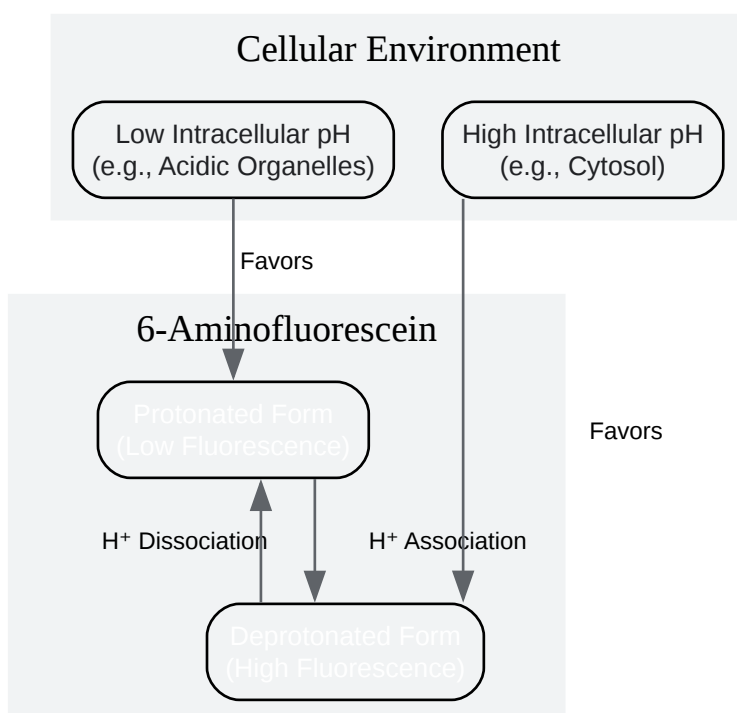 Cellular Environment
Low Intracellular pH
(e.g., Acidic Organelles)
High Intracellular pH
(e.g., Cytosol)
Favors
6-Aminofluorescein
Protonated Form
(Low Fluorescence)
Favors
H⁺ Dissociation
H⁺ Association
Deprotonated Form
(High Fluorescence)